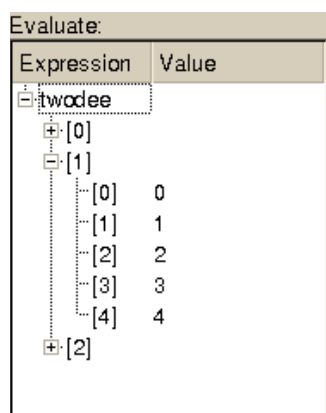 Evaluate:
Expression Value
twodee
[0]
[1]
[0] 0
[1] 1
[2] 2
[3] 3
[4] 4
[2]